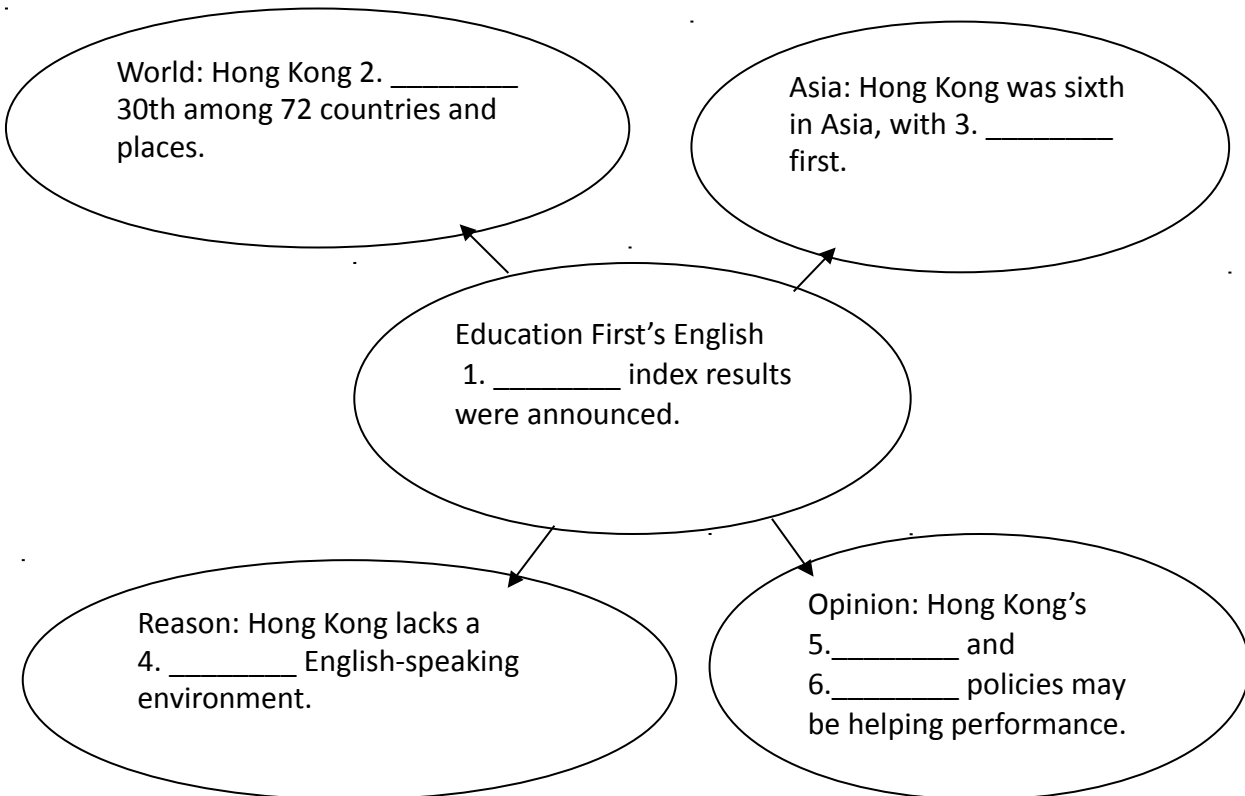 World: Hong Kong 2. ________
30th among 72 countries and
places.
Asia: Hong Kong was sixth
in Asia, with 3. ________
first.
Education First’s English
1. ________ index results
were announced.
Reason: Hong Kong lacks a
4. ________ English-speaking
environment.
Opinion: Hong Kong’s
5.________ and
6.________ policies may
be helping performance.